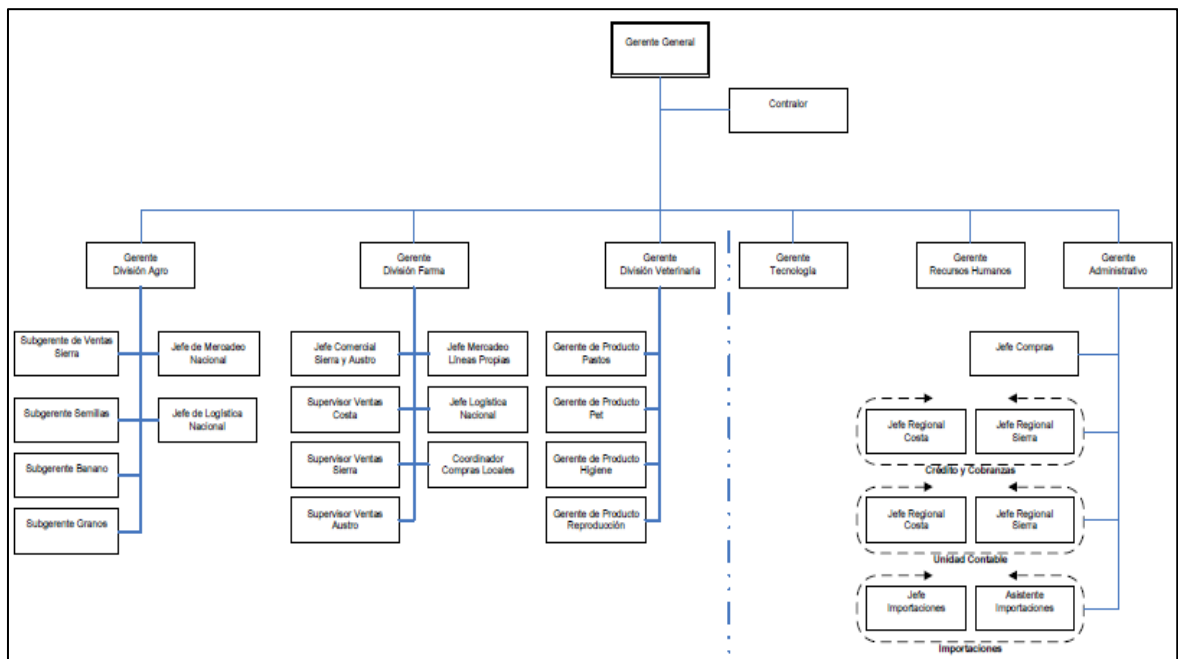 Gerente General
Contralor
Gerente
División Agro
Gerente
División Farma
Gerente
División Veterinaria
Gerente
Tecnología
Gerente
Recursos Humanos
Gerente
Administrativo
Subgerente de Ventas
Sierra
Jefe de Mercadeo
Nacional
Subgerente Semillas
Jefe de Logística
Nacional
Subgerente Banano
Subgerente Granos
Jefe Comercial
Sierra y Austro
Jefe Mercadeo
Líneas Propias
Supervisor Ventas
Costa
Jefe Logística
Nacional
Supervisor Ventas
Sierra
Coordinador
Compras Locales
Supervisor Ventas
Austro
Gerente de Producto
Pastos
Gerente de Producto
Pet
Gerente de Producto
Higiene
Gerente de Producto
Reproducción
Jefe Compras
Jefe Regional
Costa
Jefe Regional
Sierra
Crédito y Cobranzas
Jefe Regional
Costa
Jefe Regional
Sierra
Unidad Contable
Jefe
Importaciones
Asistente
Importaciones
Importaciones